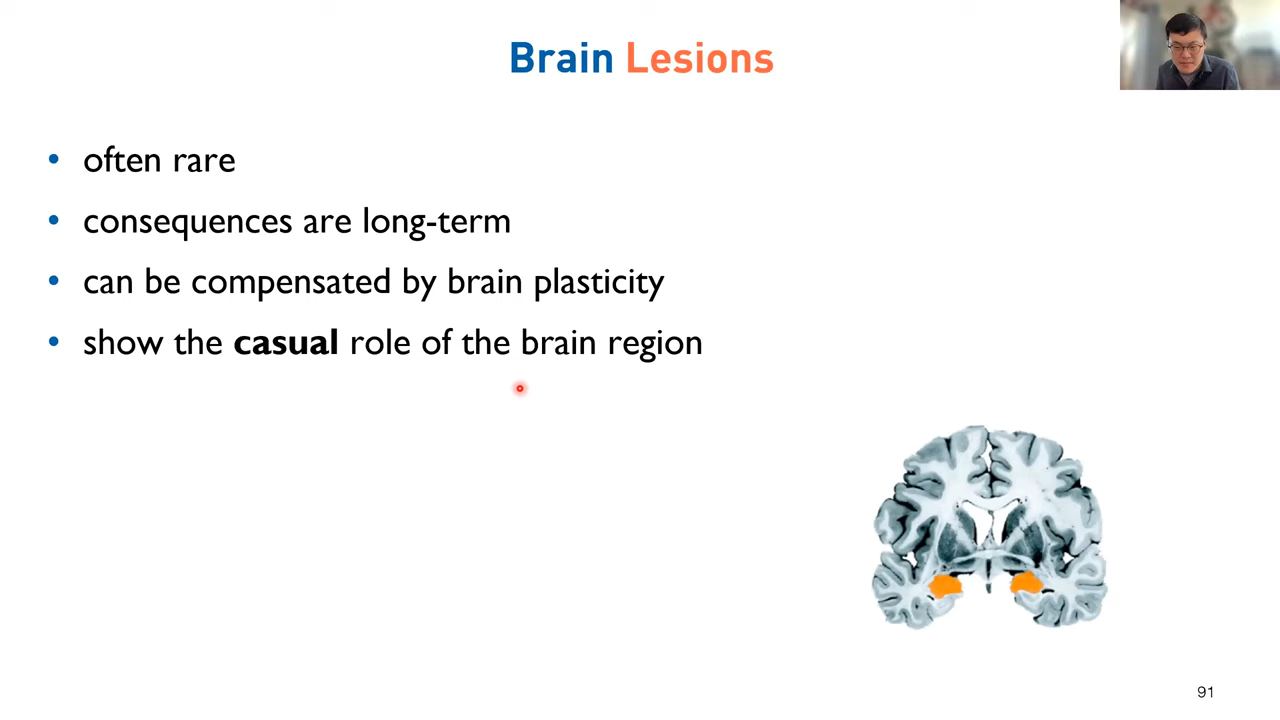 Brain Lesions
• often rare
• consequences are long-term
• can be compensated by brain plasticity
• show the casual role of the brain region
91